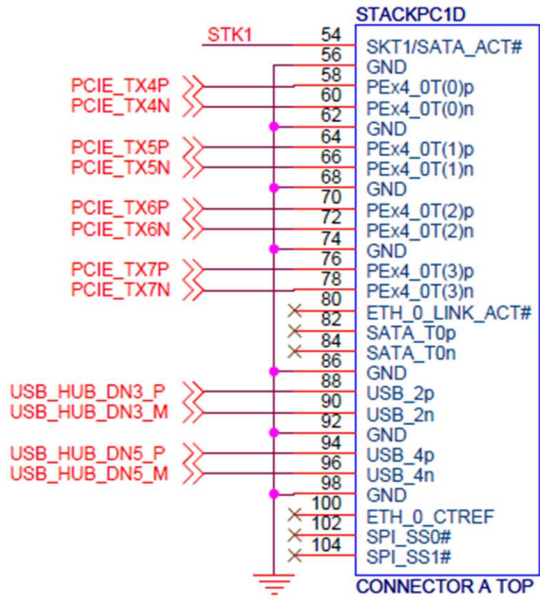 STACKPC1D
STK1 54 SKT1/SATA_ACT#
56 GND
PCIE_TX4P 58 PEx4_0T(0)p
PCIE_TX4N 60 PEx4_0T(0)n
62 GND
PCIE_TX5P 64 PEx4_0T(1)p
PCIE_TX5N 66 PEx4_0T(1)n
68 GND
PCIE_TX6P 70 PEx4_0T(2)p
PCIE_TX6N 72 PEx4_0T(2)n
74 GND
PCIE_TX7P 76 PEx4_0T(3)p
PCIE_TX7N 78 PEx4_0T(3)n
80 ETH_0_LINK_ACT#
82 SATA_T0p
84 SATA_T0n
86 GND
USB_HUB_DN3_P 88 USB_2p
USB_HUB_DN3_M 90 USB_2n
92 GND
USB_HUB_DN5_P 94 USB_4p
USB_HUB_DN5_M 96 USB_4n
98 GND
100 ETH_0_CTREF
102 SPI_SS0#
104 SPI_SS1#
CONNECTOR A TOP